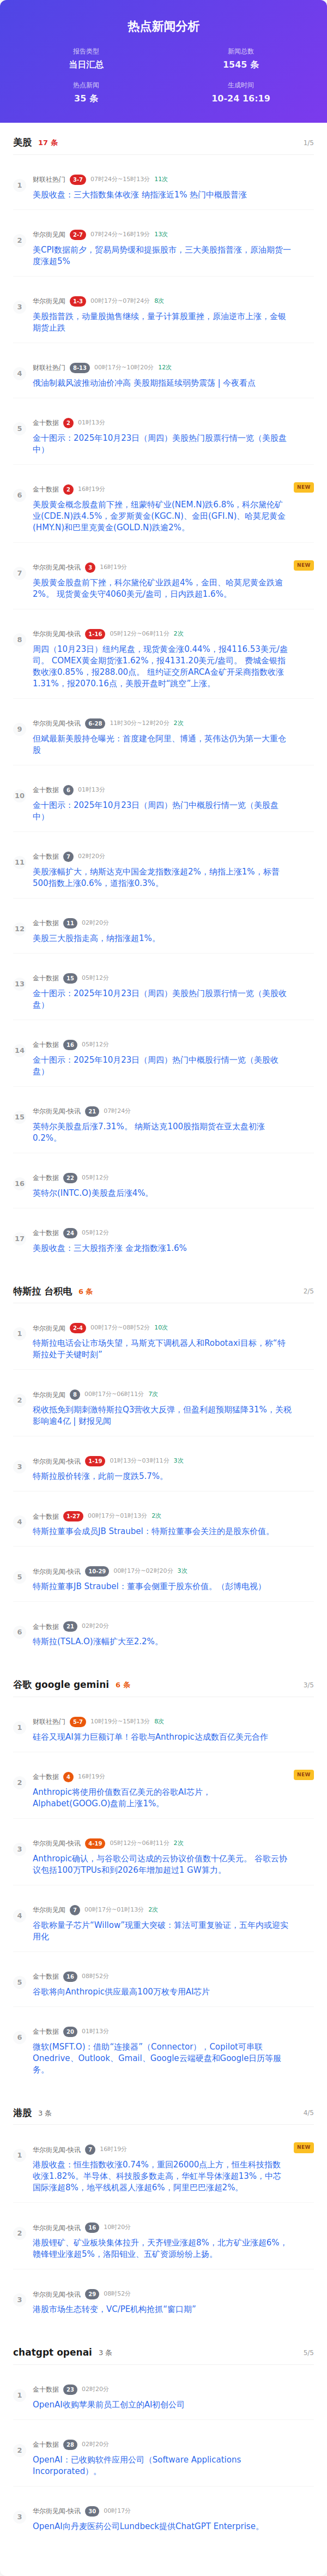 热点新闻分析
报告类型
新闻总数
当日汇总
1545 条
热点新闻
生成时间
35 条
10-24 16:19
美股 17 条 1/5
1
财联社热门 3-7 07时24分~15时13分 11次
美股收盘：三大指数集体收涨 纳指涨近1% 热门中概股普涨
2
华尔街见闻 2-7 07时24分~16时19分 13次
美CPI数据前夕，贸易局势缓和提振股市，三大美股指普涨，原油期货一
度涨超5%
3
华尔街见闻 1-3 00时17分~07时24分 8次
美股指普跌，动量股抛售继续，量子计算股重挫，原油逆市上涨，金银
期货止跌
4
财联社热门 8-13 00时17分~10时20分 12次
俄油制裁风波推动油价冲高 美股期指延续弱势震荡 | 今夜看点
5
金十数据 2 01时13分
金十图示：2025年10月23日（周四）美股热门股票行情一览（美股盘
中）
6
金十数据 2 16时19分 NEW
美股黄金概念股盘前下挫，纽蒙特矿业(NEM.N)跌6.8%，科尔黛伦矿
业(CDE.N)跌4.5%，金罗斯黄金(KGC.N)、金田(GFI.N)、哈莫尼黄金
(HMY.N)和巴里克黄金(GOLD.N)跌逾2%。
7
华尔街见闻-快讯 3 16时19分 NEW
美股黄金股盘前下挫，科尔黛伦矿业跌超4%，金田、哈莫尼黄金跌逾
2%。 现货黄金失守4060美元/盎司，日内跌超1.6%。
8
华尔街见闻-快讯 1-16 05时12分~06时11分 2次
周四（10月23日）纽约尾盘，现货黄金涨0.44%，报4116.53美元/盎
司。 COMEX黄金期货涨1.62%，报4131.20美元/盎司。 费城金银指
数收涨0.85%，报288.00点。 纽约证交所ARCA金矿开采商指数收涨
1.31%，报2070.16点，美股开盘时“跳空”上涨。
9
华尔街见闻-快讯 6-28 11时30分~12时20分 2次
但斌最新美股持仓曝光：首度建仓阿里、博通，英伟达仍为第一大重仓
股
10
金十数据 6 01时13分
金十图示：2025年10月23日（周四）热门中概股行情一览（美股盘
中）
11
金十数据 7 02时20分
美股涨幅扩大，纳斯达克中国金龙指数涨超2%，纳指上涨1%，标普
500指数上涨0.6%，道指涨0.3%。
12
金十数据 11 02时20分
美股三大股指走高，纳指涨超1%。
13
金十数据 15 05时12分
金十图示：2025年10月23日（周四）美股热门股票行情一览（美股收
盘）
14
金十数据 16 05时12分
金十图示：2025年10月23日（周四）热门中概股行情一览（美股收
盘）
15
华尔街见闻-快讯 21 07时24分
英特尔美股盘后涨7.31%。 纳斯达克100股指期货在亚太盘初涨
0.2%。
16
金十数据 22 05时12分
英特尔(INTC.O)美股盘后涨4%。
17
金十数据 24 05时12分
美股收盘：三大股指齐涨 金龙指数涨1.6%
特斯拉 台积电 6 条 2/5
1
华尔街见闻 2-4 00时17分~08时52分 10次
特斯拉电话会让市场失望，马斯克下调机器人和Robotaxi目标，称“特
斯拉处于关键时刻”
2
华尔街见闻 8 00时17分~06时11分 7次
税收抵免到期刺激特斯拉Q3营收大反弹，但盈利超预期猛降31%，关税
影响逾4亿 | 财报见闻
3
华尔街见闻-快讯 1-19 01时13分~03时11分 3次
特斯拉股价转涨，此前一度跌5.7%。
4
金十数据 1-27 00时17分~01时13分 2次
特斯拉董事会成员JB Straubel：特斯拉董事会关注的是股东价值。
5
华尔街见闻-快讯 10-29 00时17分~02时20分 3次
特斯拉董事JB Straubel：董事会侧重于股东价值。（彭博电视）
6
金十数据 21 02时20分
特斯拉(TSLA.O)涨幅扩大至2.2%。
谷歌 google gemini 6 条 3/5
1
财联社热门 5-7 10时19分~15时13分 8次
硅谷又现AI算力巨额订单！谷歌与Anthropic达成数百亿美元合作
2
金十数据 4 16时19分 NEW
Anthropic将使用价值数百亿美元的谷歌AI芯片，
Alphabet(GOOG.O)盘前上涨1%。
3
华尔街见闻-快讯 4-19 05时12分~06时11分 2次
Anthropic确认，与谷歌公司达成的云协议价值数十亿美元。 谷歌云协
议包括100万TPUs和到2026年增加超过1 GW算力。
4
华尔街见闻 7 00时17分~01时13分 2次
谷歌称量子芯片“Willow”现重大突破：算法可重复验证，五年内或迎实
用化
5
金十数据 16 08时52分
谷歌将向Anthropic供应最高100万枚专用AI芯片
6
金十数据 20 01时13分
微软(MSFT.O)：借助“连接器”（Connector），Copilot可串联
Onedrive、Outlook、Gmail、Google云端硬盘和Google日历等服
务。
港股 3 条 4/5
1
华尔街见闻-快讯 7 16时19分 NEW
港股收盘：恒生指数收涨0.74%，重回26000点上方，恒生科技指数
收涨1.82%。半导体、科技股多数走高，华虹半导体涨超13%，中芯
国际涨超8%，地平线机器人涨超6%，阿里巴巴涨超2%。
2
华尔街见闻-快讯 16 10时20分
港股锂矿、矿业板块集体拉升，天齐锂业涨超8%，北方矿业涨超6%，
赣锋锂业涨超5%，洛阳钼业、五矿资源纷纷上扬。
3
华尔街见闻-快讯 29 08时52分
港股市场生态转变，VC/PE机构抢抓“窗口期”
chatgpt openai 3 条 5/5
1
金十数据 23 02时20分
OpenAI收购苹果前员工创立的AI初创公司
2
金十数据 28 02时20分
OpenAI：已收购软件应用公司（Software Applications
Incorporated）。
3
华尔街见闻-快讯 30 00时17分
OpenAI向丹麦医药公司Lundbeck提供ChatGPT Enterprise。